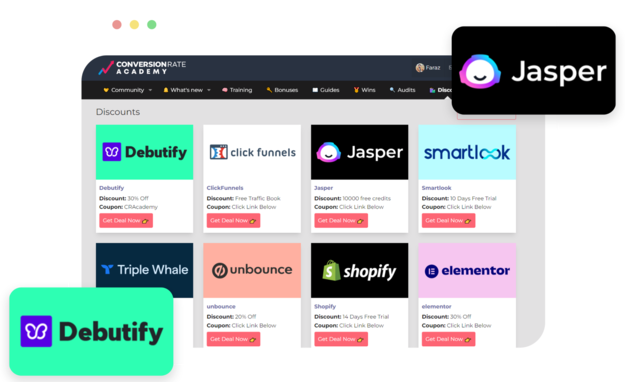 CONVERSIONRATE
ACADEMY
Faraz
Community
What's new
Training
Bonuses
Guides
Wins
Audits
Jasper
Discounts
Debutify
click funnels
Jasper
smartlook
Debutify
Discount: 30% Off
Coupon: CRAcademy
Get Deal Now
ClickFunnels
Discount: Free Traffic Book
Coupon: Click Link Below
Get Deal Now
Jasper
Discount: 10000 free credits
Coupon: Click Link Below
Get Deal Now
Smartlook
Discount: 10 Days Free Trial
Coupon: Click Link Below
Get Deal Now
Triple Whale
unbounce
shopify
elementor
unbounce
Discount: 20% Off
Coupon: Click Link Below
Get Deal Now
Shopify
Discount: 14 Days Free Trial
Coupon: Click Link Below
Get Deal Now
elementor
Discount: 30% Off
Coupon: Click Link Below
Get Deal Now
Debutify